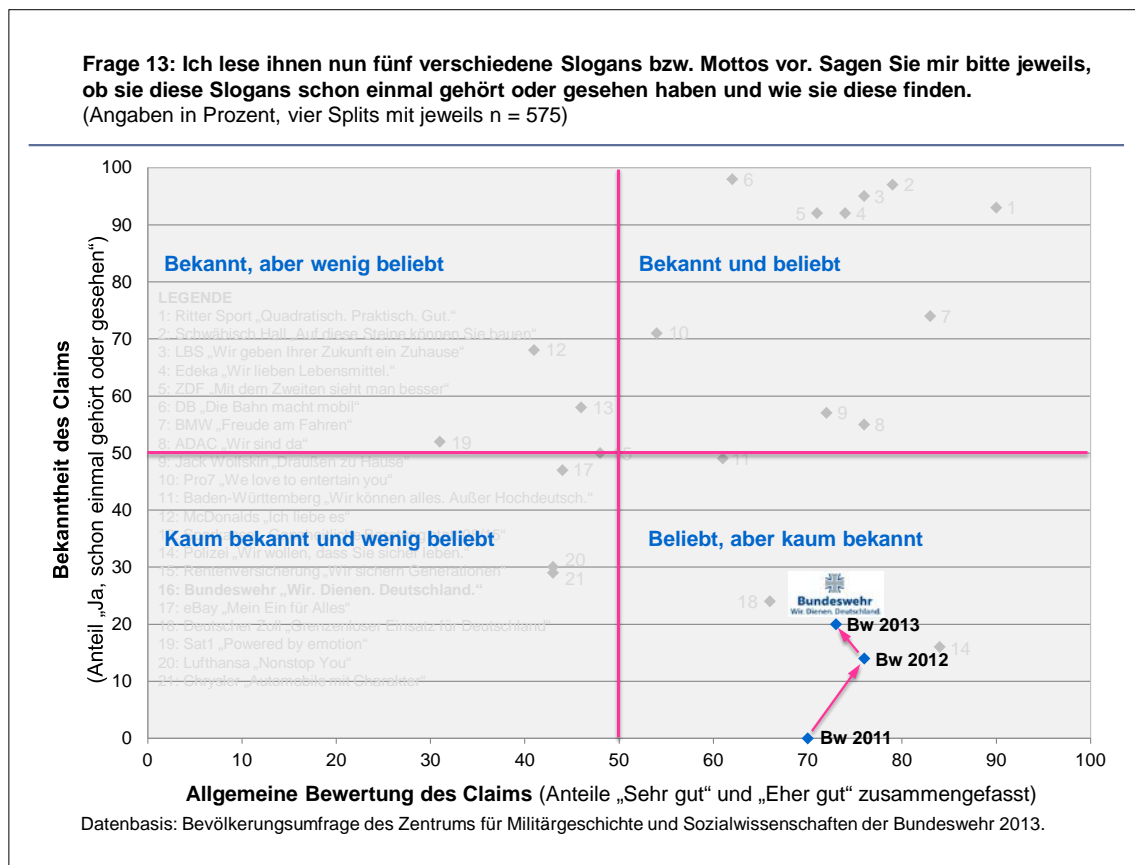 Frage 13: Ich lese ihnen nun fünf verschiedene Slogans bzw. Mottos vor. Sagen Sie mir bitte jeweils,
ob sie diese Slogans schon einmal gehört oder gesehen haben und wie sie diese finden.
(Angaben in Prozent, vier Splits mit jeweils n = 575)
Bekanntheit des Claims
(Anteil „Ja, schon einmal gehört oder gesehen“)
100
90
80
70
60
50
40
30
20
10
0
6
2
3
5
4
1
Bekannt, aber wenig beliebt
Bekannt und beliebt
LEGENDE
1: Ritter Sport „Quadratisch. Praktisch. Gut.“
2: Schwäbisch Hall „Auf diese Steine können Sie bauen“
3: LBS „Wir geben Ihrer Zukunft ein Zuhause“
4: Edeka „Wir lieben Lebensmittel.“
5: ZDF „Mit dem Zweiten sieht man besser“
6: DB „Die Bahn macht mobil“
7: BMW „Freude am Fahren“
8: ADAC „Wir sind da“
9: Jack Wolfskin „Draußen zu Hause“
10: Pro7 „We love to entertain you“
11: Baden-Württemberg „Wir können alles. Außer Hochdeutsch.“
12: McDonalds „Ich liebe es“
14: Polizei „Wir wollen, dass Sie sicher leben.“
15: Rentenversicherung „Wir sichern Generationen“
16: Bundeswehr „Wir. Dienen. Deutschland.“
17: eBay „Mein Ein für Alles“
18: Deutscher Zoll „Grenzenloser Einsatz für Deutschland“
19: Sat1 „Powered by emotion“
20: Lufthansa „Nonstop You“
21: Chrysler „Automobile mit Charakter“
7
10
12
13
9
8
19
11
17
Kaum bekannt und wenig beliebt
Beliebt, aber kaum bekannt
20
21
18
Bundeswehr
Wir. Dienen. Deutschland.
Bw 2013
14
Bw 2012
Bw 2011
0 10 20 30 40 50 60 70 80 90 100
Allgemeine Bewertung des Claims (Anteile „Sehr gut“ und „Eher gut“ zusammengefasst)
Datenbasis: Bevölkerungsumfrage des Zentrums für Militärgeschichte und Sozialwissenschaften der Bundeswehr 2013.